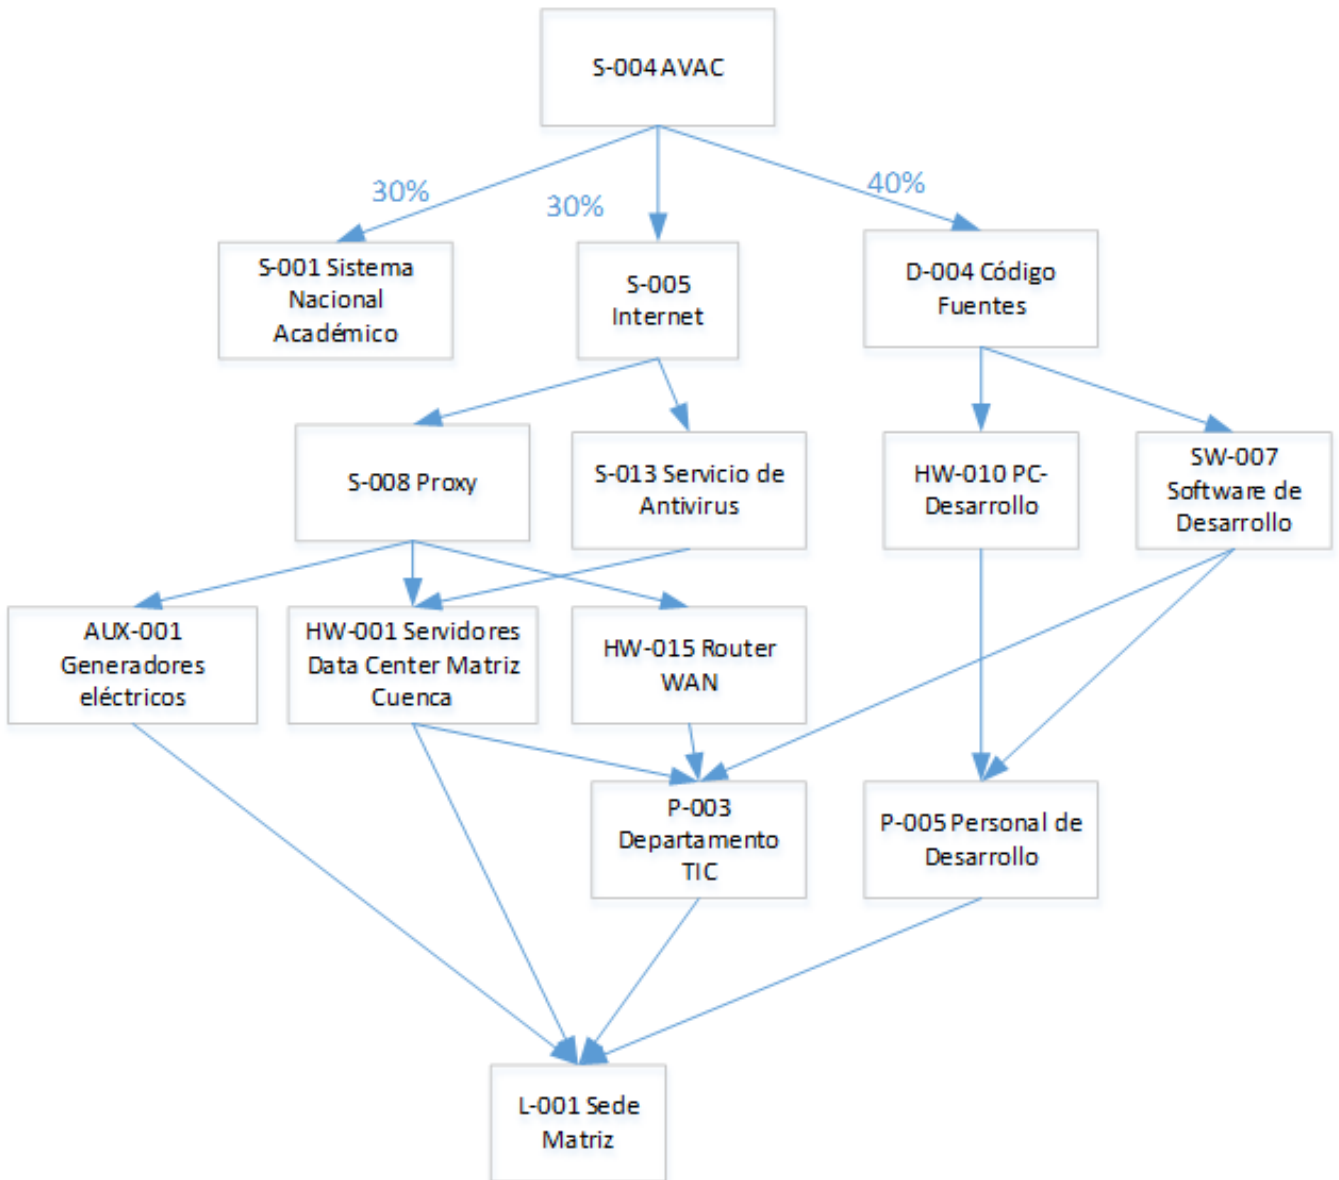 S-004 AVAC
30%
30%
40%
S-001 Sistema
Nacional
Académico
S-005
Internet
D-004 Código
Fuentes
S-008 Proxy
S-013 Servicio de
Antivirus
HW-010 PC-
Desarrollo
SW-007
Software de
Desarrollo
AUX-001
Generadores
eléctricos
HW-001 Servidores
Data Center Matriz
Cuenca
HW-015 Router
WAN
P-003
Departamento
TIC
P-005 Personal de
Desarrollo
L-001 Sede
Matriz